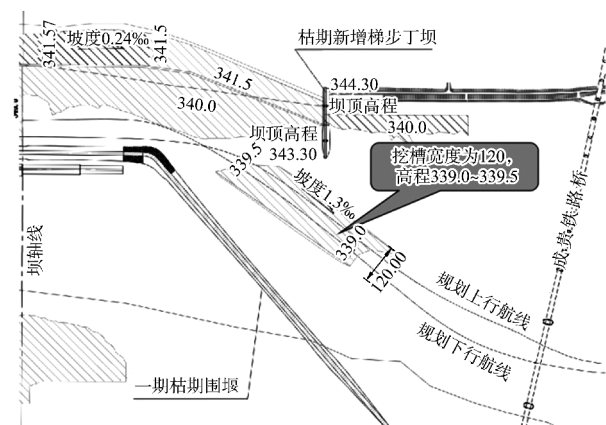 341.57
坡度0.24‰
341.5
枯期新增梯步丁坝
341.5
340.0
344.30
坝顶高程
340.0
坝顶高程
343.30
339.5
坡度1.3‰
挖槽宽度为120，
高程339.0~339.5
339.0
120.00
成贵铁路桥
坝轴线
规划上行航线
规划下行航线
一期枯期围堰